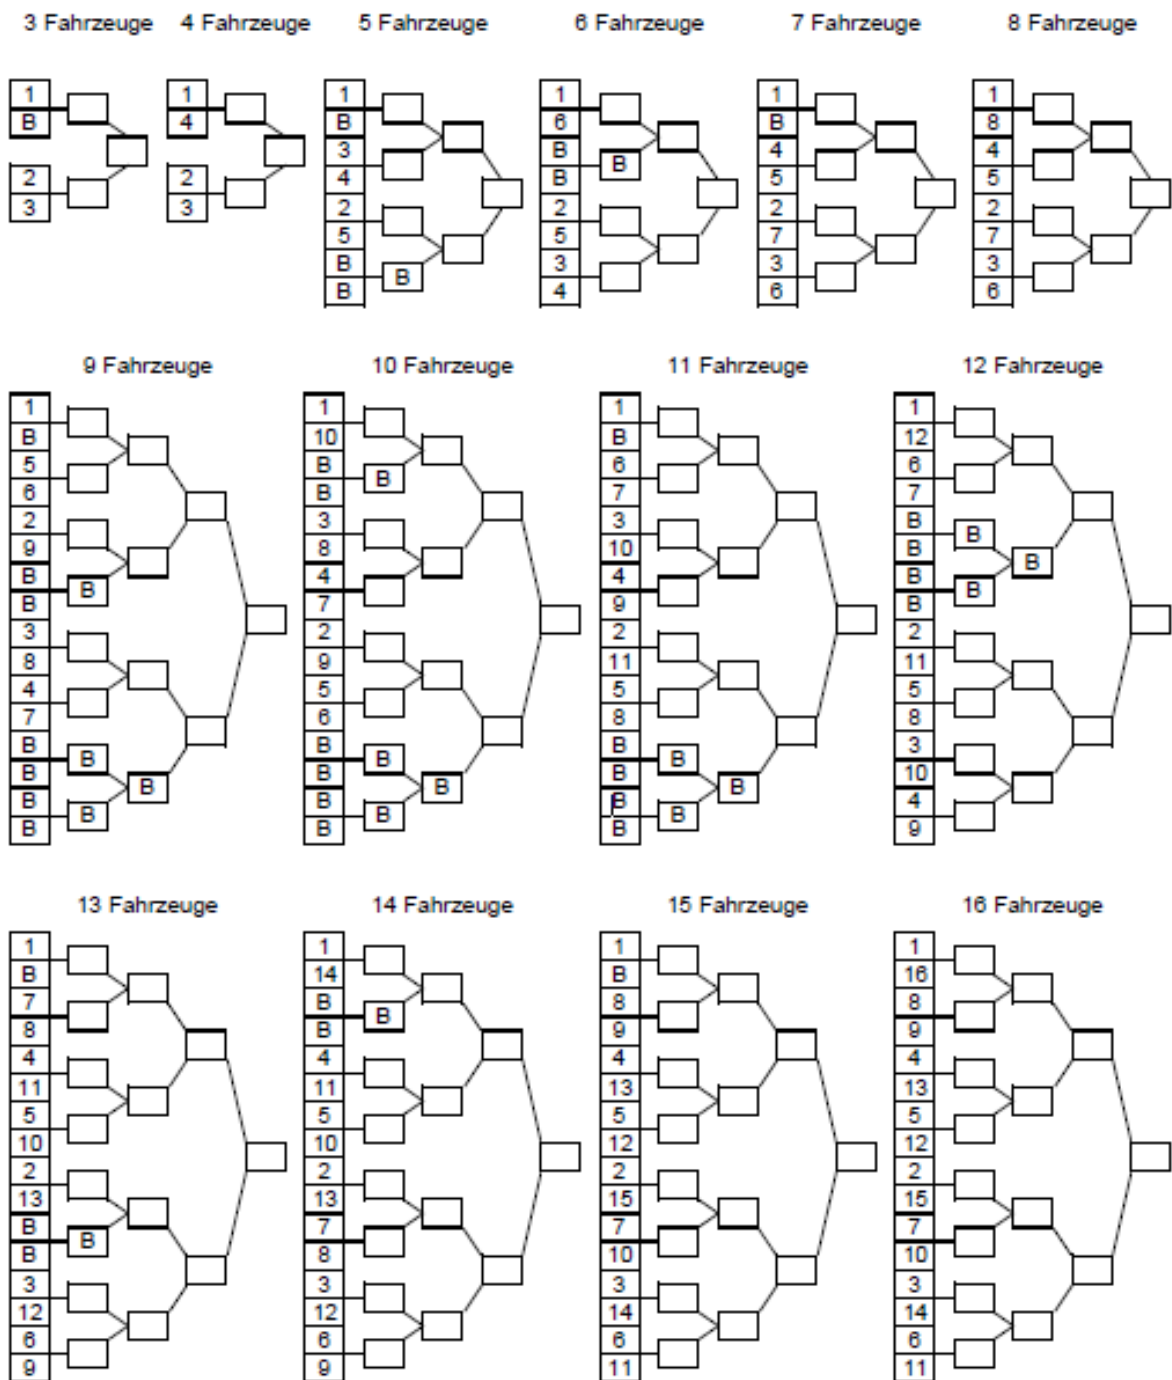 3 Fahrzeuge 4 Fahrzeuge 5 Fahrzeuge 6 Fahrzeuge 7 Fahrzeuge 8 Fahrzeuge
1 1 1 1 1 1
B 4 B 6 B 8
3 B 4 4
2 2 4 B B 5 5
3 3 2 2 2 2
5 5 7 7
B 3 3 3
B B 4 6 6
9 Fahrzeuge 10 Fahrzeuge 11 Fahrzeuge 12 Fahrzeuge
1 1 1 1
B 10 B 12
5 B 6 6
6 B B 7 7
2 3 3 B
9 8 10 B B
B 4 4 B B
B B 7 9 B B
3 2 2 2
8 9 11 11
4 5 5 5
7 6 8 8
B B B 3
B B B B B B 10
B B B B B B 4
B B B B B B 9
13 Fahrzeuge 14 Fahrzeuge 15 Fahrzeuge 16 Fahrzeuge
1 1 1 1
B 14 B 16
7 B 8 8
8 B B 9 9
4 4 4 4
11 11 13 13
5 5 5 5
10 10 12 12
2 2 2 2
13 13 15 15
B 7 7 7
B B 8 10 10
3 3 3 3
12 12 14 14
6 6 6 6
9 9 11 11